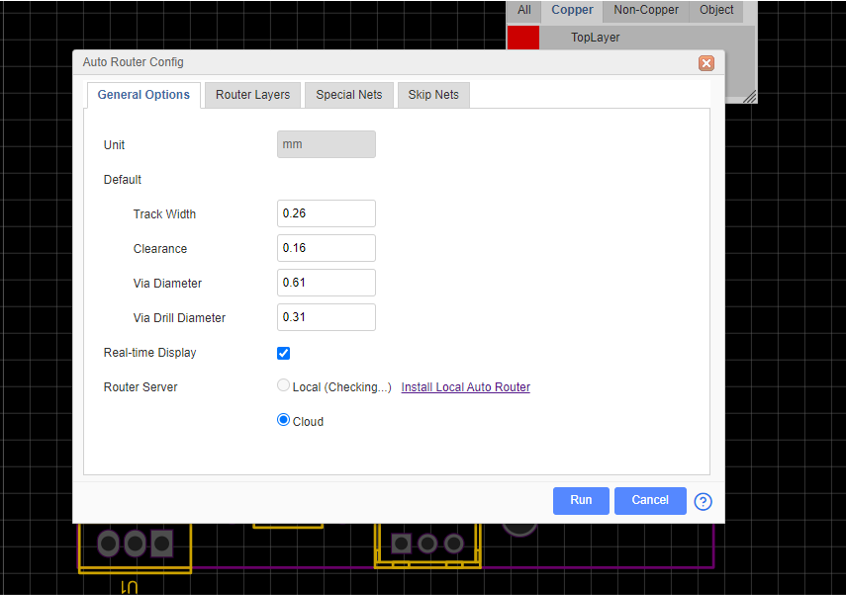 All Copper Non-Copper Object
TopLayer
Auto Router Config
General Options Router Layers Special Nets Skip Nets
Unit mm
Default
Track Width 0.26
Clearance 0.16
Via Diameter 0.61
Via Drill Diameter 0.31
Real-time Display
Router Server Local (Checking...) Install Local Auto Router
Cloud
Run Cancel ?
U1